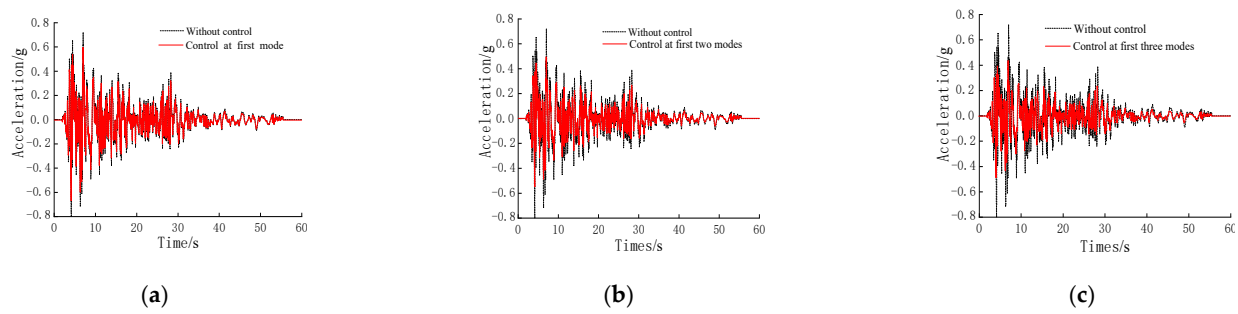 0.8
0.6
0.4
0.2
0.0
-0.2
-0.4
-0.6
-0.8
Acceleration/g
Without control
Control at first mode
0 10 20 30 40 50 60
Time/s
(a)
0.8
0.6
0.4
0.2
0.0
-0.2
-0.4
-0.6
-0.8
Acceleration/g
Without control
Control at first two modes
0 10 20 30 40 50 60
Times/s
(b)
0.8
0.6
0.4
0.2
0.0
-0.2
-0.4
-0.6
-0.8
Acceleration/g
Without control
Control at first three modes
0 10 20 30 40 50 60
Times/s
(c)